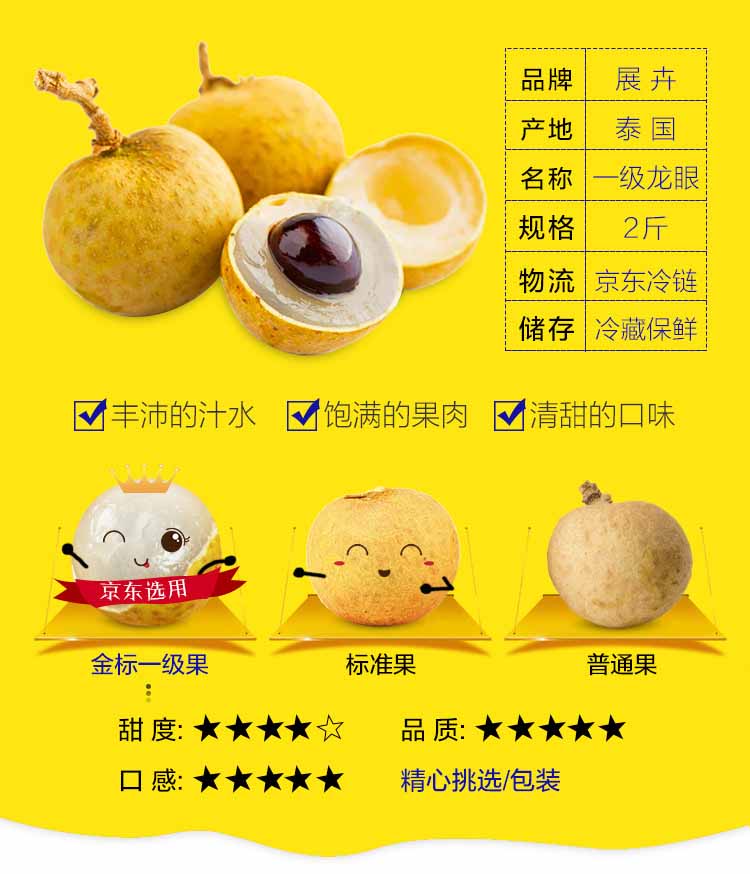 品牌 展卉
产地 泰国
名称 一级龙眼
规格 2斤
物流 京东冷链
储存 冷藏保鲜
丰沛的汁水 饱满的果肉 清甜的口味
京东选用
金标一级果 标准果 普通果
甜度:★★★★☆ 品质:★★★★★
口感:★★★★★ 精心挑选/包装